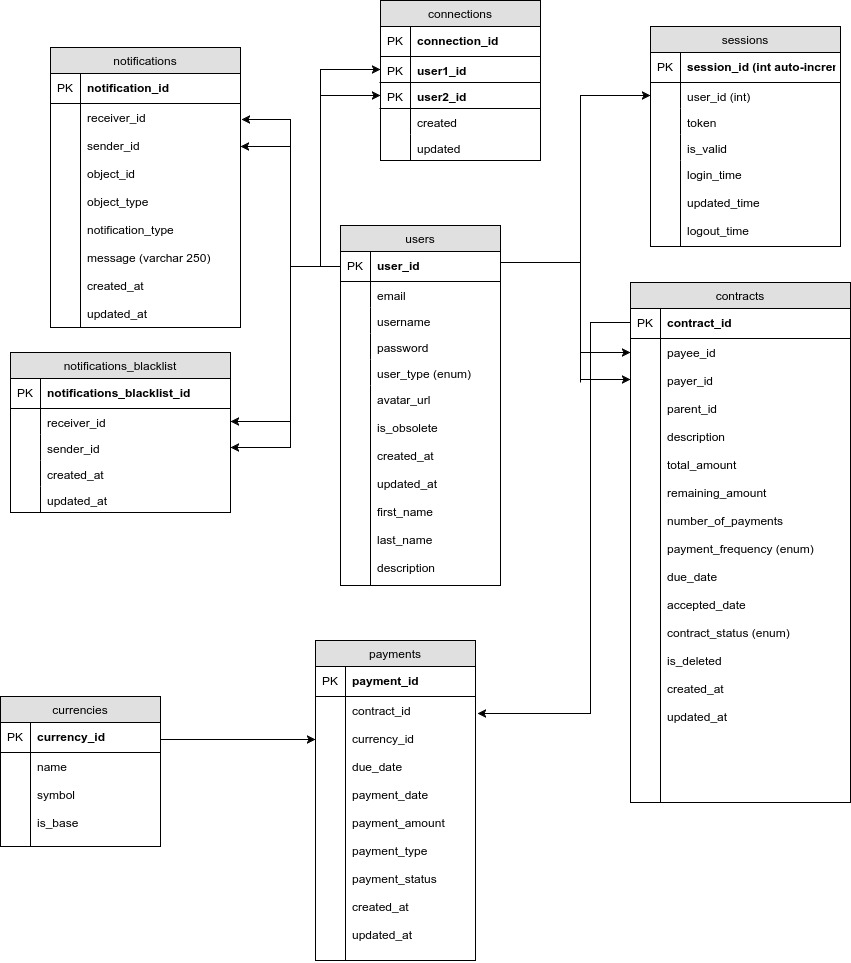 connections
PK connection_id
PK user1_id
PK user2_id
created
updated
sessions
PK session_id (int auto-incre
user_id (int)
token
is_valid
login_time
updated_time
logout_time
notifications
PK notification_id
receiver_id
sender_id
object_id
object_type
notification_type
message (varchar 250)
created_at
updated_at
users
PK user_id
email
username
password
user_type (enum)
avatar_url
is_obsolete
created_at
updated_at
first_name
last_name
description
contracts
PK contract_id
payee_id
payer_id
parent_id
description
total_amount
remaining_amount
number_of_payments
payment_frequency (enum)
due_date
accepted_date
contract_status (enum)
is_deleted
created_at
updated_at
notifications_blacklist
PK notifications_blacklist_id
receiver_id
sender_id
created_at
updated_at
payments
PK payment_id
contract_id
currency_id
due_date
payment_date
payment_amount
payment_type
payment_status
created_at
updated_at
currencies
PK currency_id
name
symbol
is_base